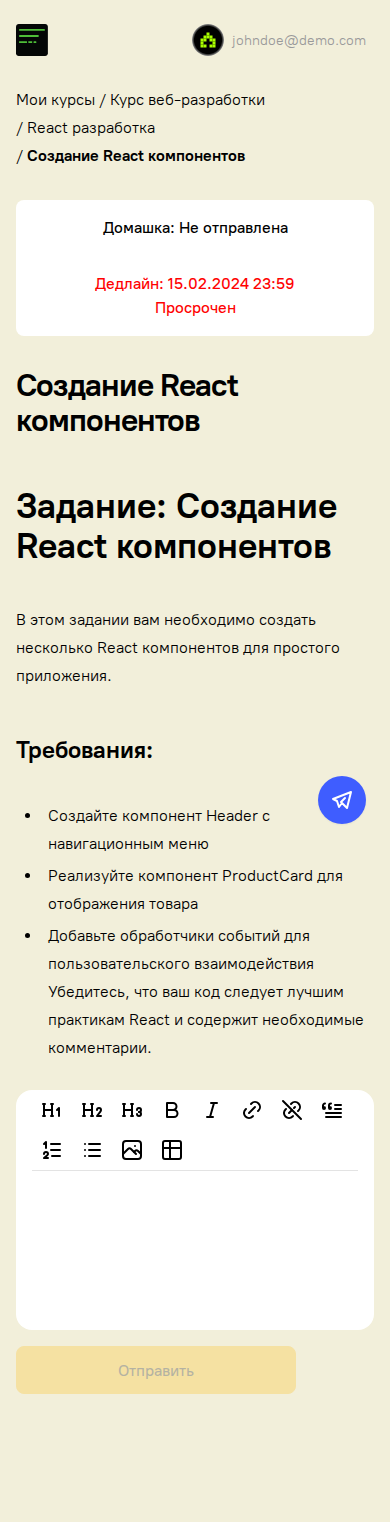 johndoe@demo.com
Мои курсы / Курс веб-разработки
/ React разработка
/ Создание React компонентов
Домашка: Не отправлена
Дедлайн: 15.02.2024 23:59
Просрочен
Создание React
компонентов
Задание: Создание
React компонентов
В этом задании вам необходимо создать
несколько React компонентов для простого
приложения.
Требования:
• Создайте компонент Header с
навигационным меню
• Реализуйте компонент ProductCard для
отображения товара
• Добавьте обработчики событий для
пользовательского взаимодействия
Убедитесь, что ваш код следует лучшим
практикам React и содержит необходимые
комментарии.
H1 H2 H3 B I
Отправить